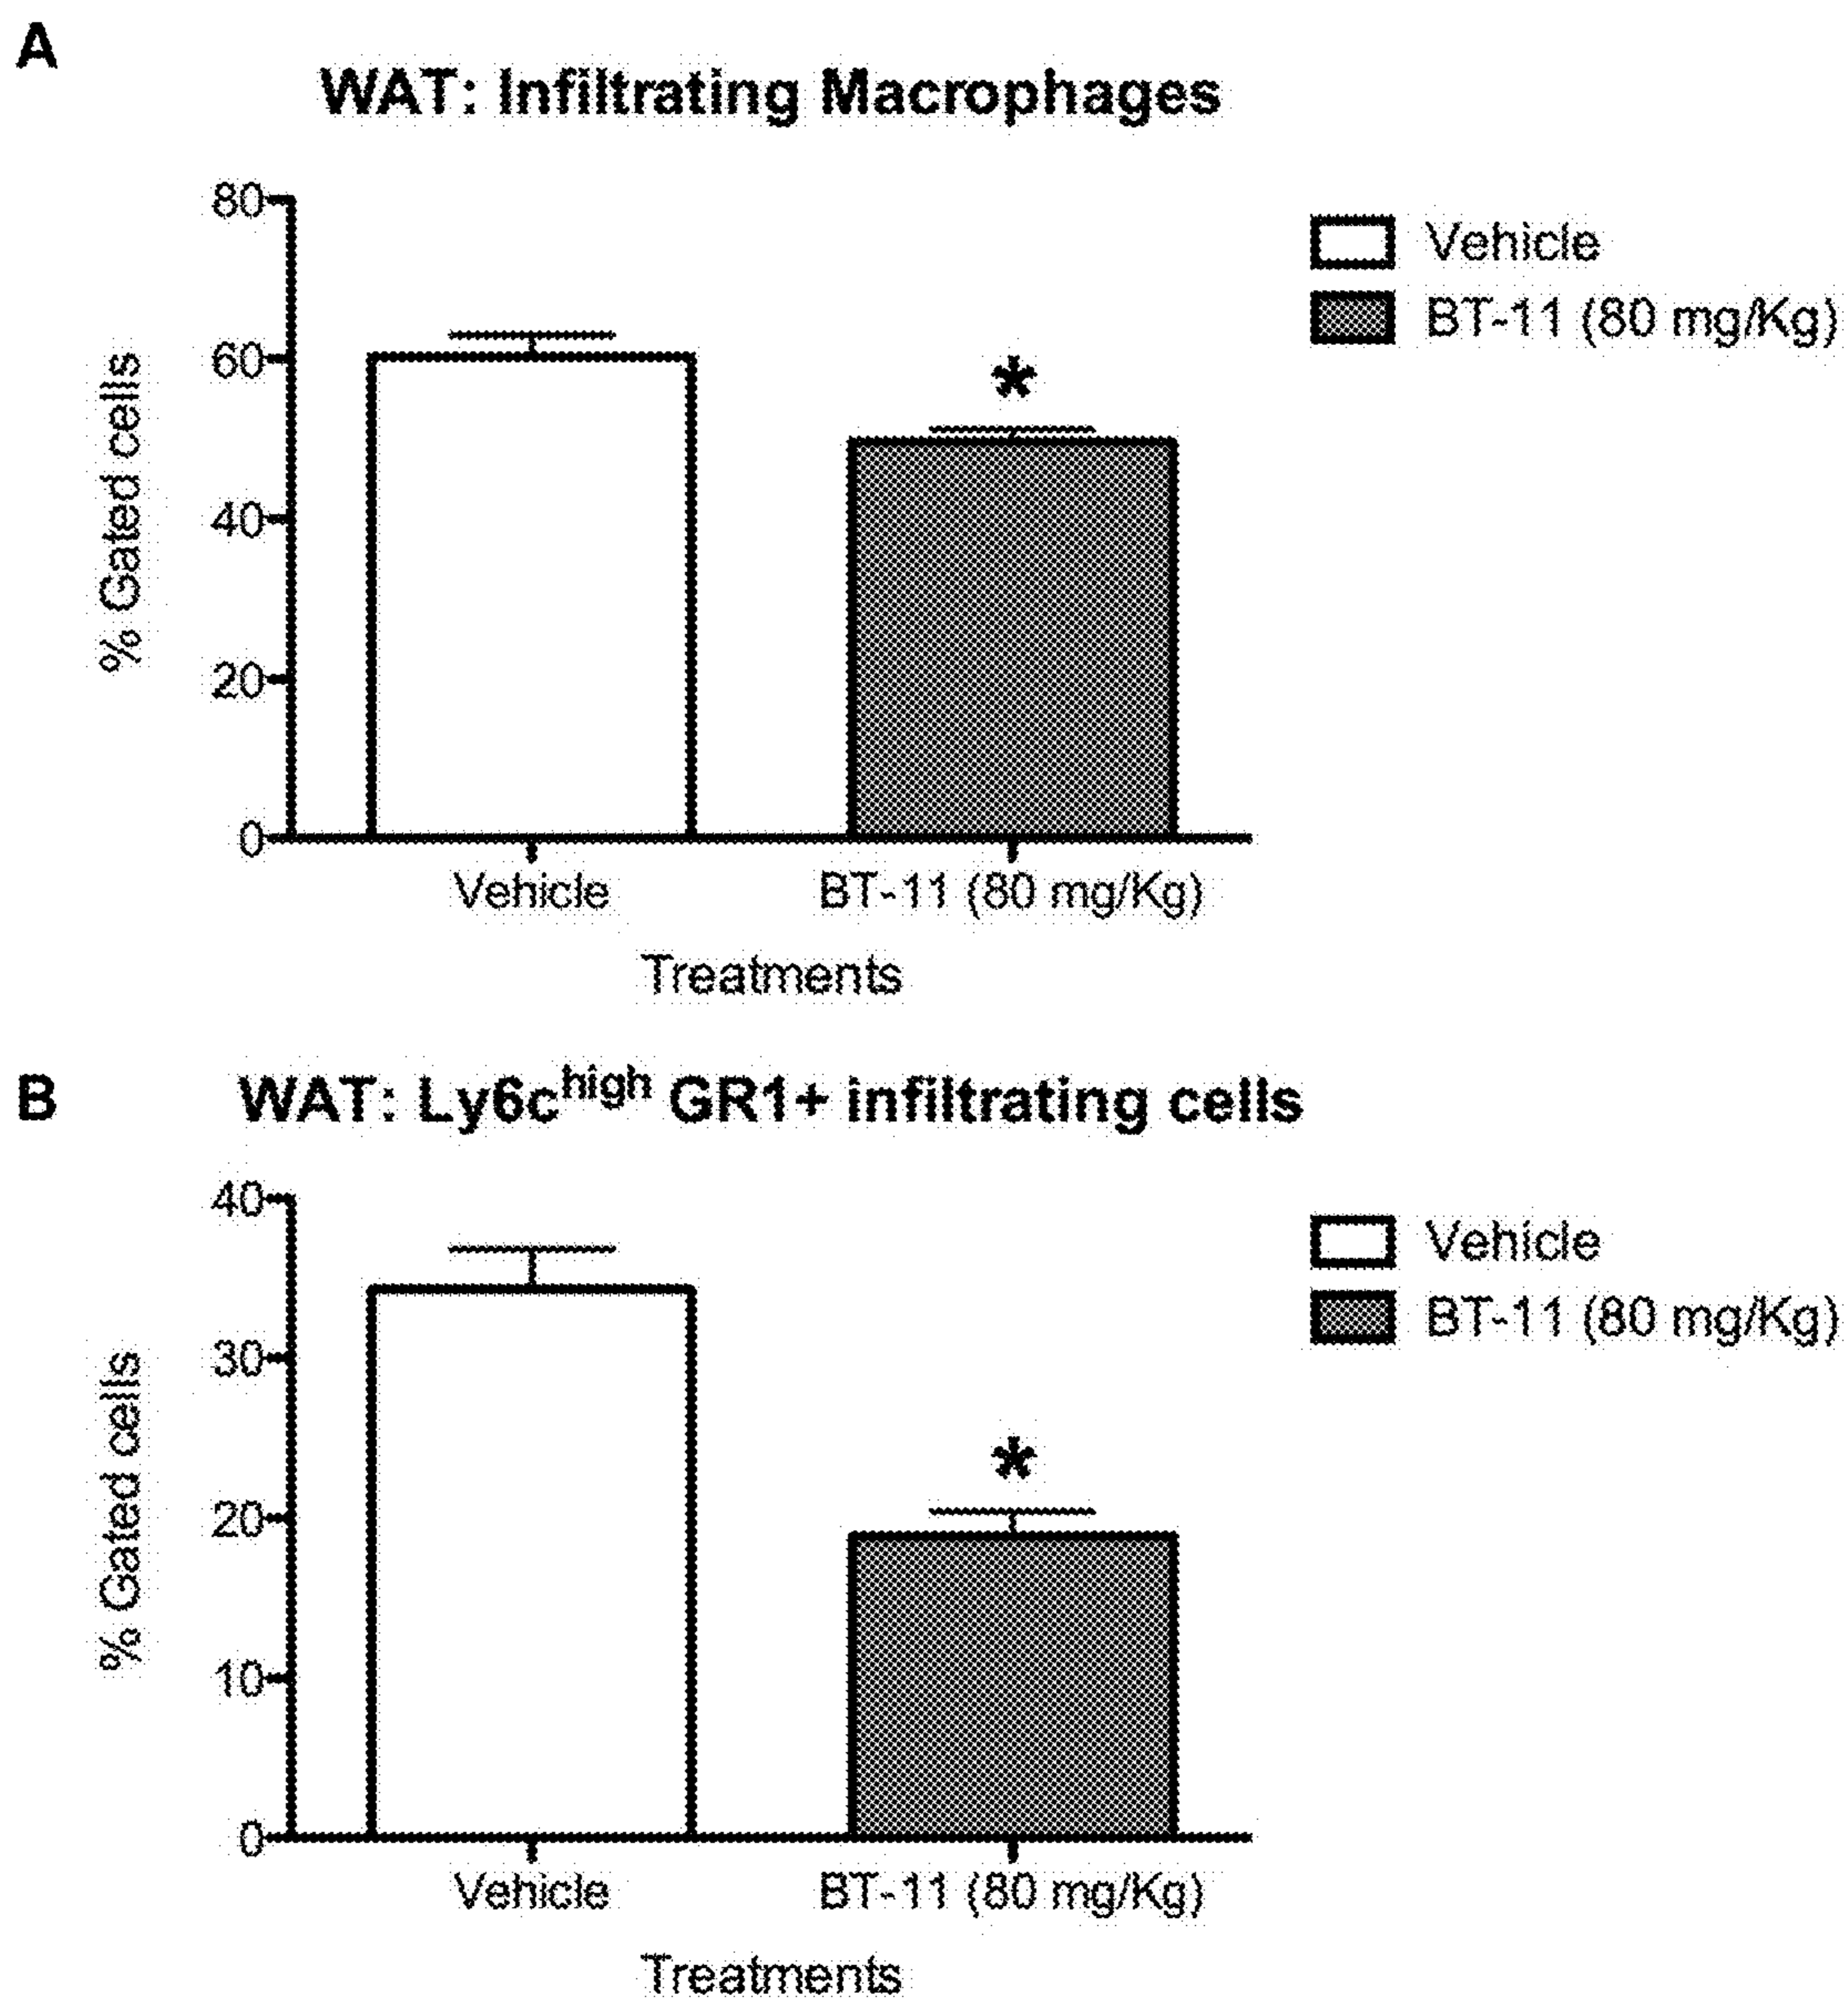 A
WAT: Infiltrating Macrophages
80
60
40
20
0
% Gated cells
*
Vehicle
BT-11 (80 mg/Kg)
Vehicle
BT-11 (80 mg/Kg)
Treatments
B
WAT: Ly6c^high GR1+ infiltrating cells
40
30
20
10
0
% Gated cells
*
Vehicle
BT-11 (80 mg/Kg)
Vehicle
BT-11 (80 mg/Kg)
Treatments